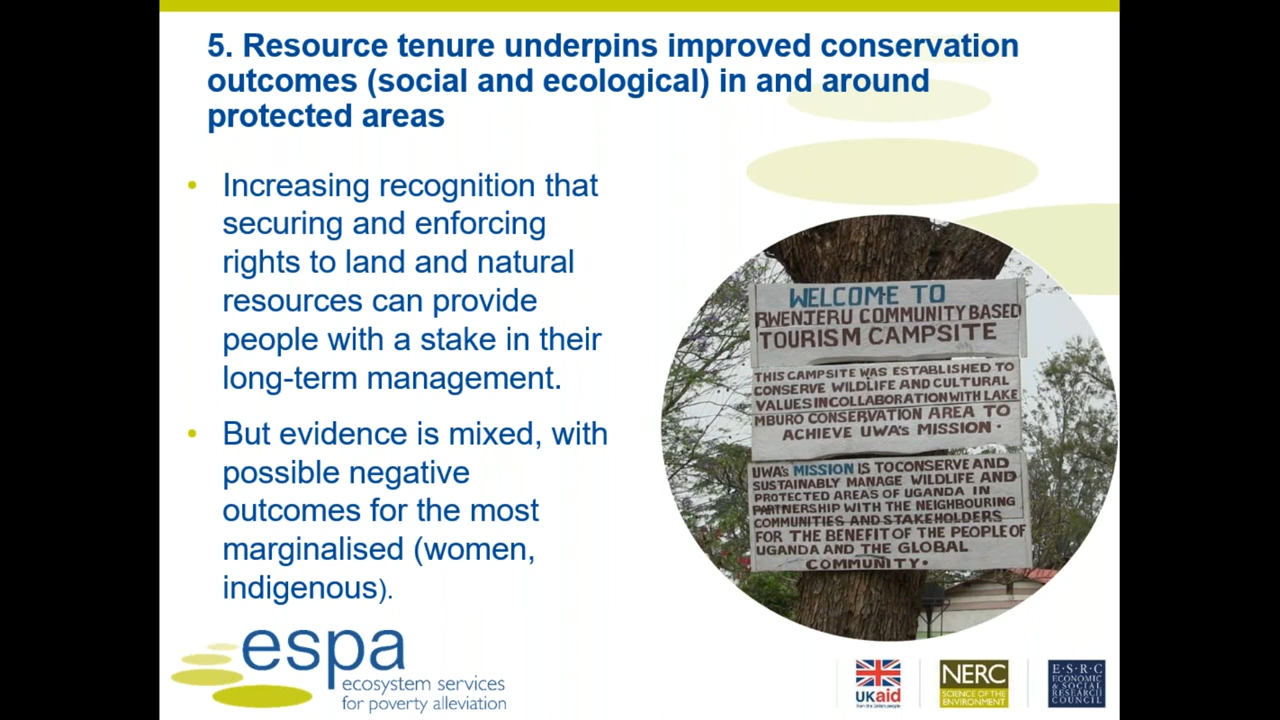 5. Resource tenure underpins improved conservation
outcomes (social and ecological) in and around
protected areas
• Increasing recognition that
securing and enforcing
rights to land and natural
resources can provide
people with a stake in their
long-term management.
• But evidence is mixed, with
possible negative
outcomes for the most
marginalised (women,
indigenous).
WELCOME TO
RWENJERU COMMUNITY BASED
TOURISM CAMPSITE
THIS CAMPSITE WAS ESTABLISHED TO
CONSERVE WILDLIFE AND CULTURAL
VALUES IN COLLABORATION WITH LAKE
MBURO CONSERVATION AREA TO
ACHIEVE UWA's MISSION.
UWA's MISSION IS TO CONSERVE AND
SUSTAINABLY MANAGE WILDLIFE AND
PROTECTED AREAS OF UGANDA IN
PARTNERSHIP WITH THE NEIGHBOURING
COMMUNITIES AND STAKEHOLDERS
FOR THE BENEFIT OF THE PEOPLE OF
UGANDA AND THE GLOBAL
COMMUNITY.
espa
ecosystem services
for poverty alleviation
UKaid
from the British people
NERC
SCIENCE OF THE
ENVIRONMENT
E·S·R·C
ECONOMIC
& SOCIAL
RESEARCH
COUNCIL